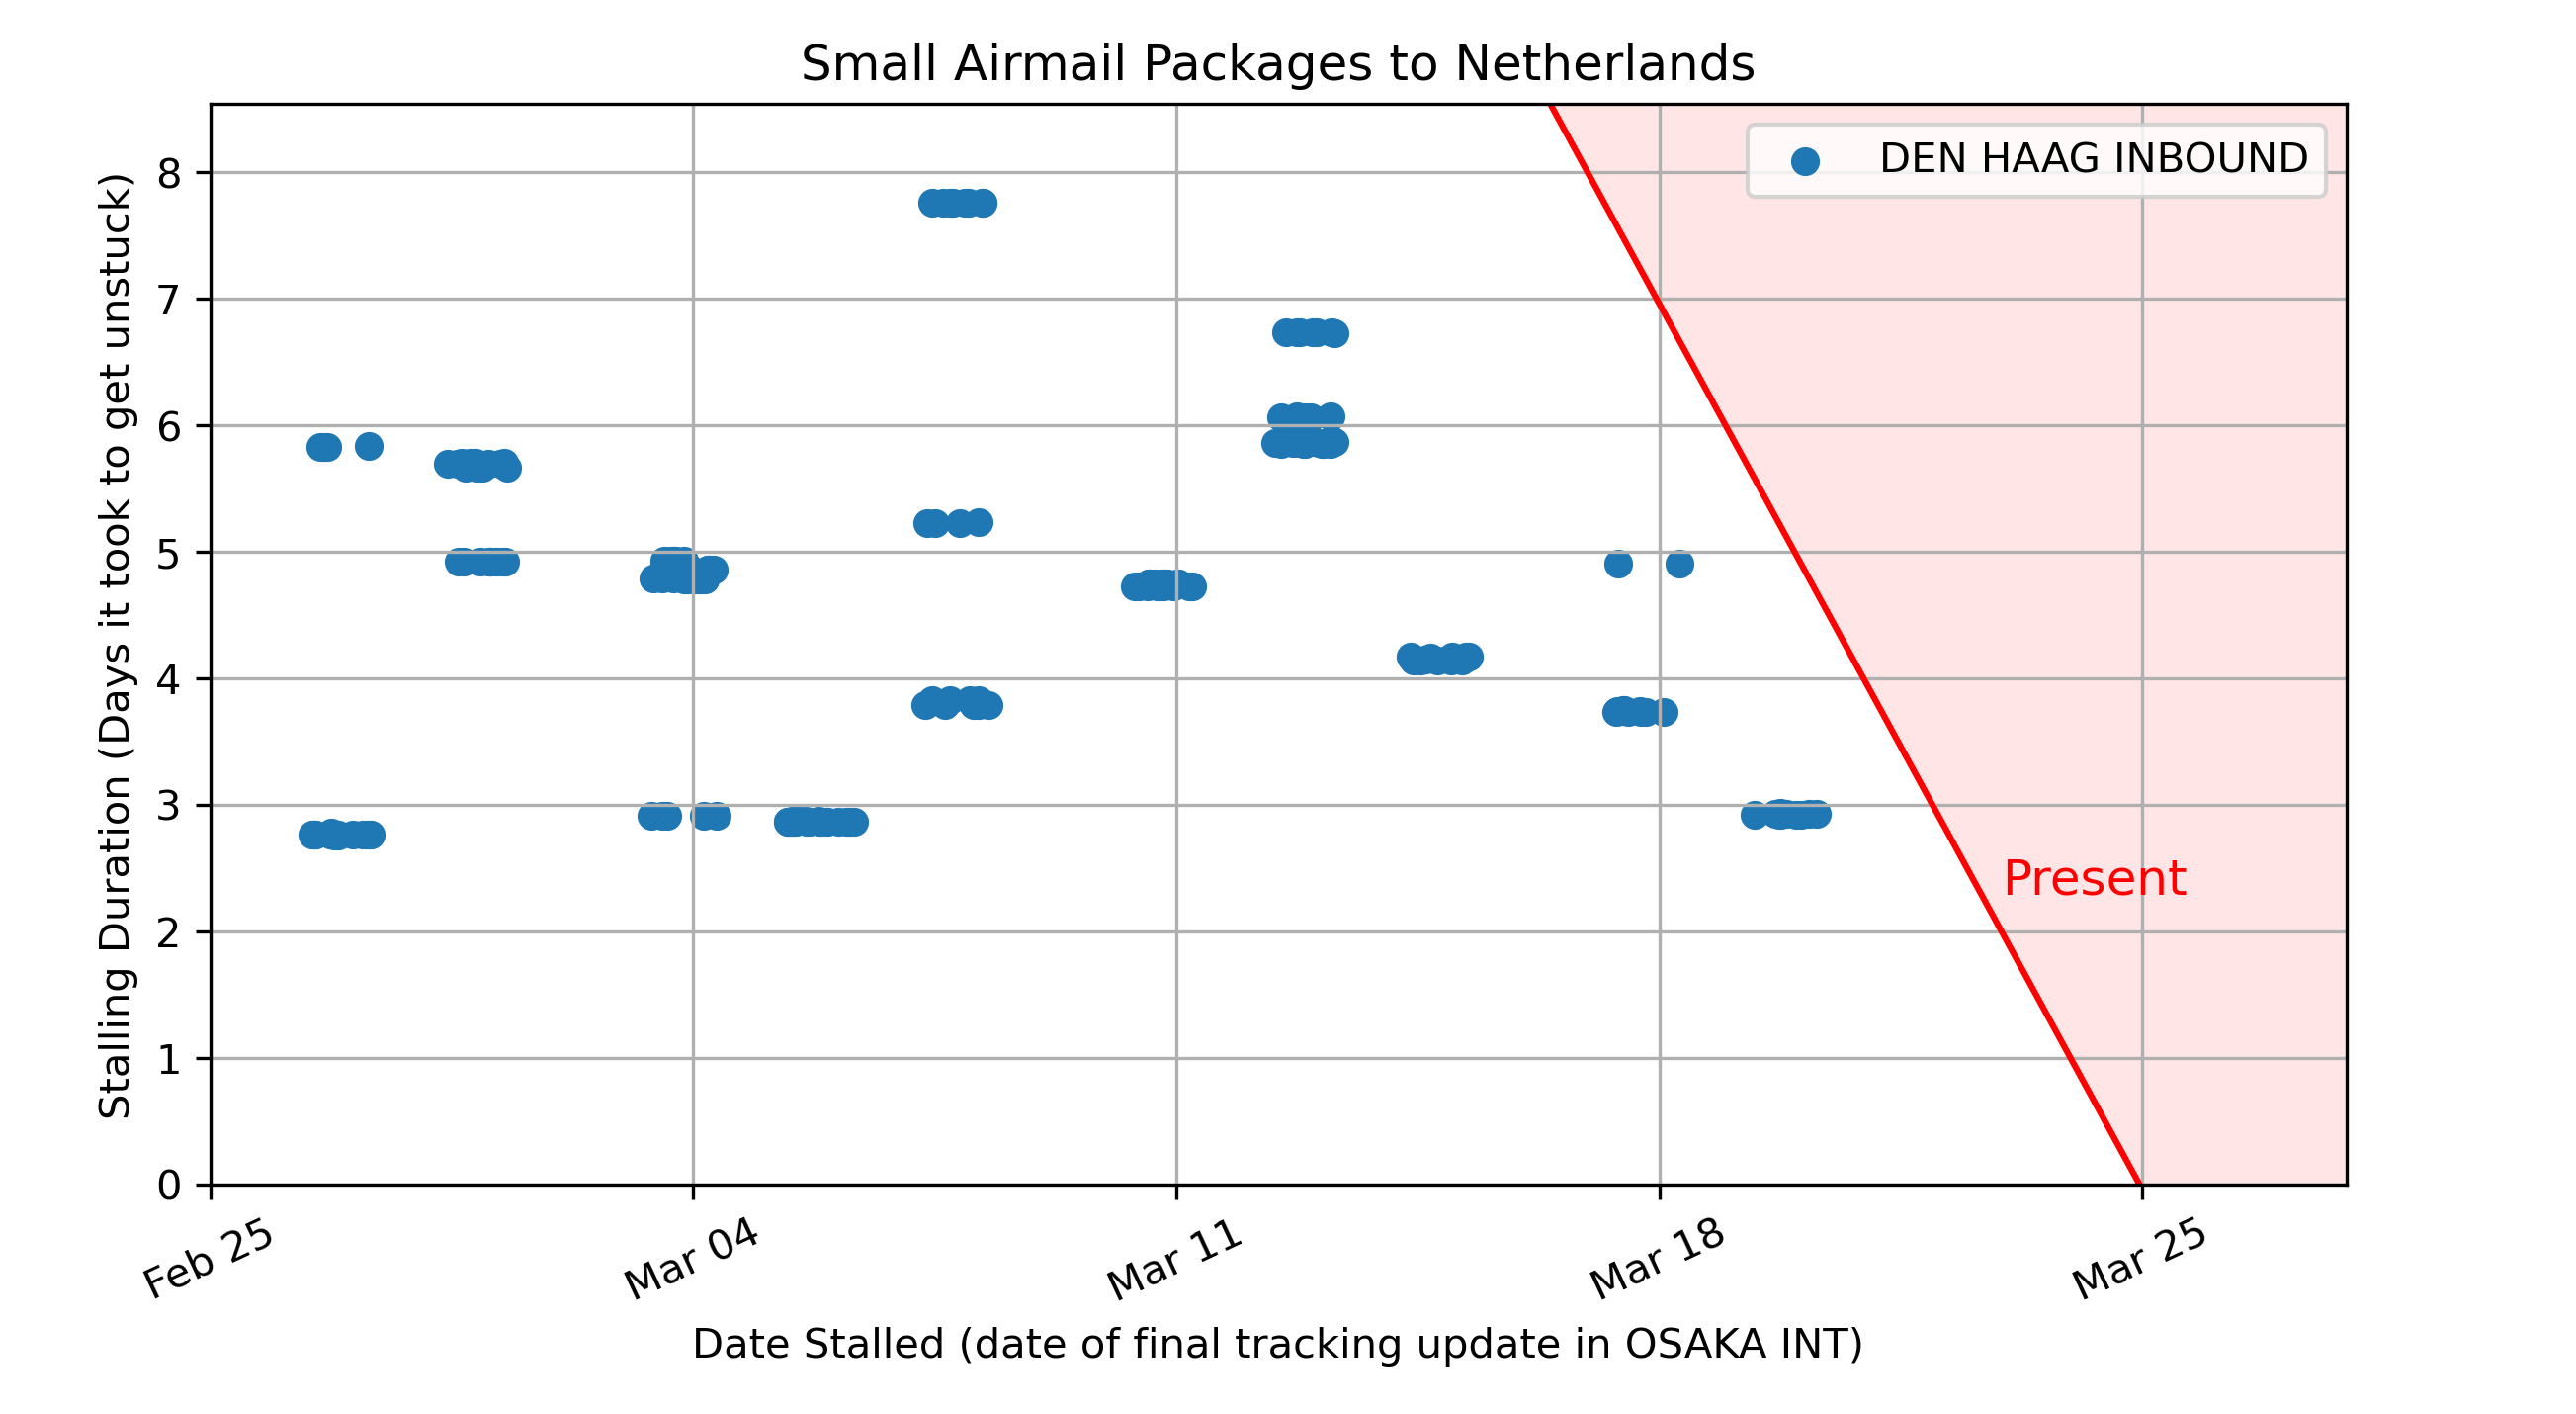 Small Airmail Packages to Netherlands
DEN HAAG INBOUND
Stalling Duration (Days it took to get unstuck)
8
7
6
5
4
3
2
1
0
Present
Feb 25
Mar 04
Mar 11
Mar 18
Mar 25
Date Stalled (date of final tracking update in OSAKA INT)